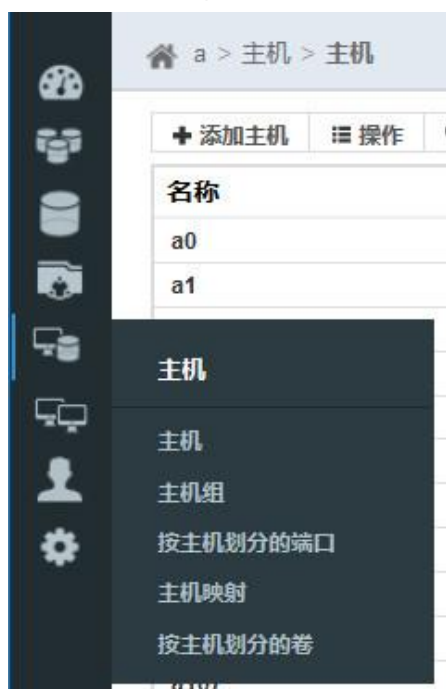 a > 主机 > 主机
添加主机 操作
名称
a0
a1
主机
主机
主机组
按主机划分的端口
主机映射
按主机划分的卷